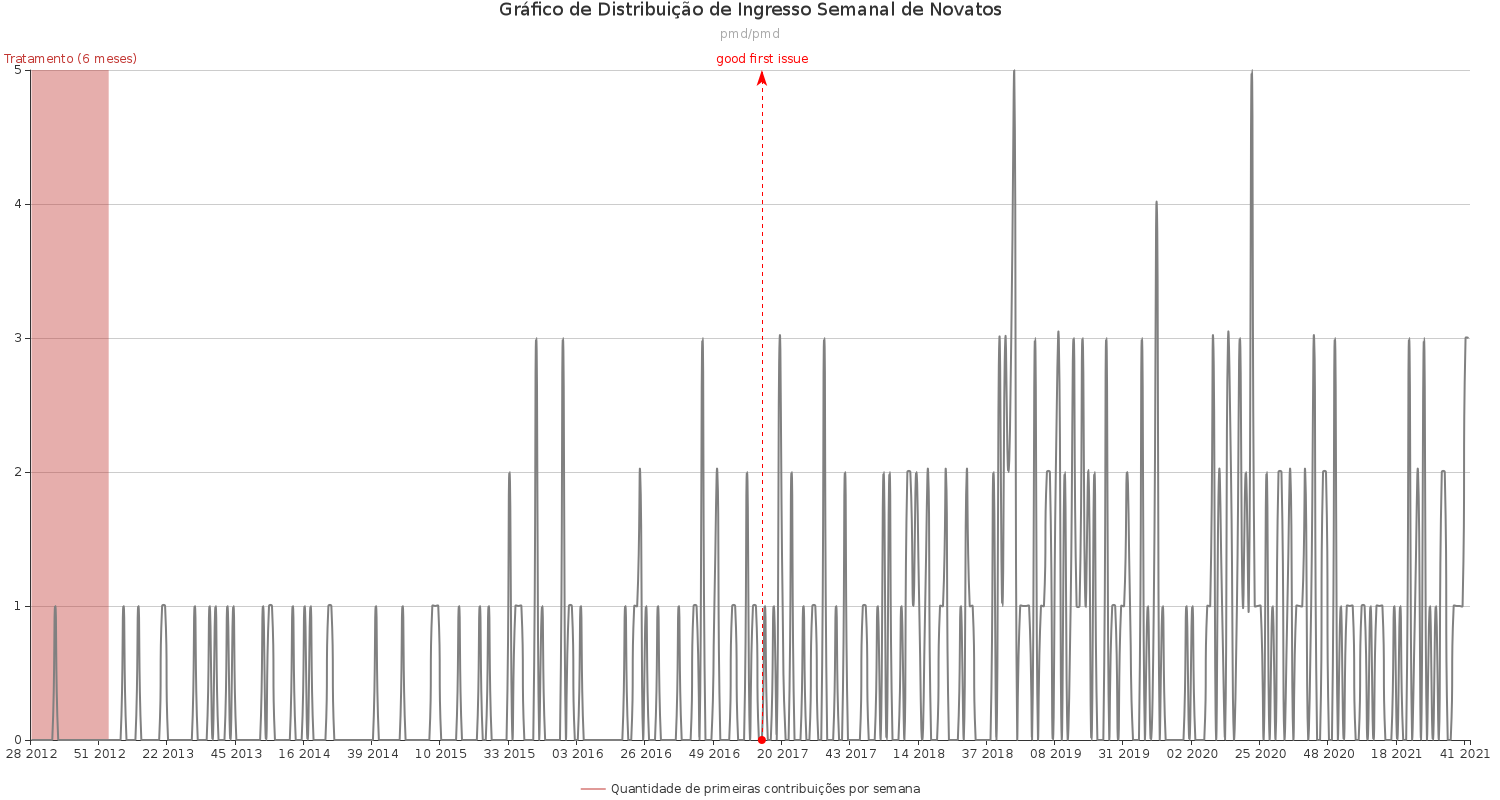 Gráfico de Distribuição de Ingresso Semanal de Novatos
pmd/pmd
Tratamento (6 meses)
good first issue
5
4
3
2
1
0
28 2012 51 2012 22 2013 45 2013 16 2014 39 2014 10 2015 33 2015 03 2016 26 2016 49 2016 20 2017 43 2017 14 2018 37 2018 08 2019 31 2019 02 2020 25 2020 48 2020 18 2021 41 2021
Quantidade de primeiras contribuições por semana